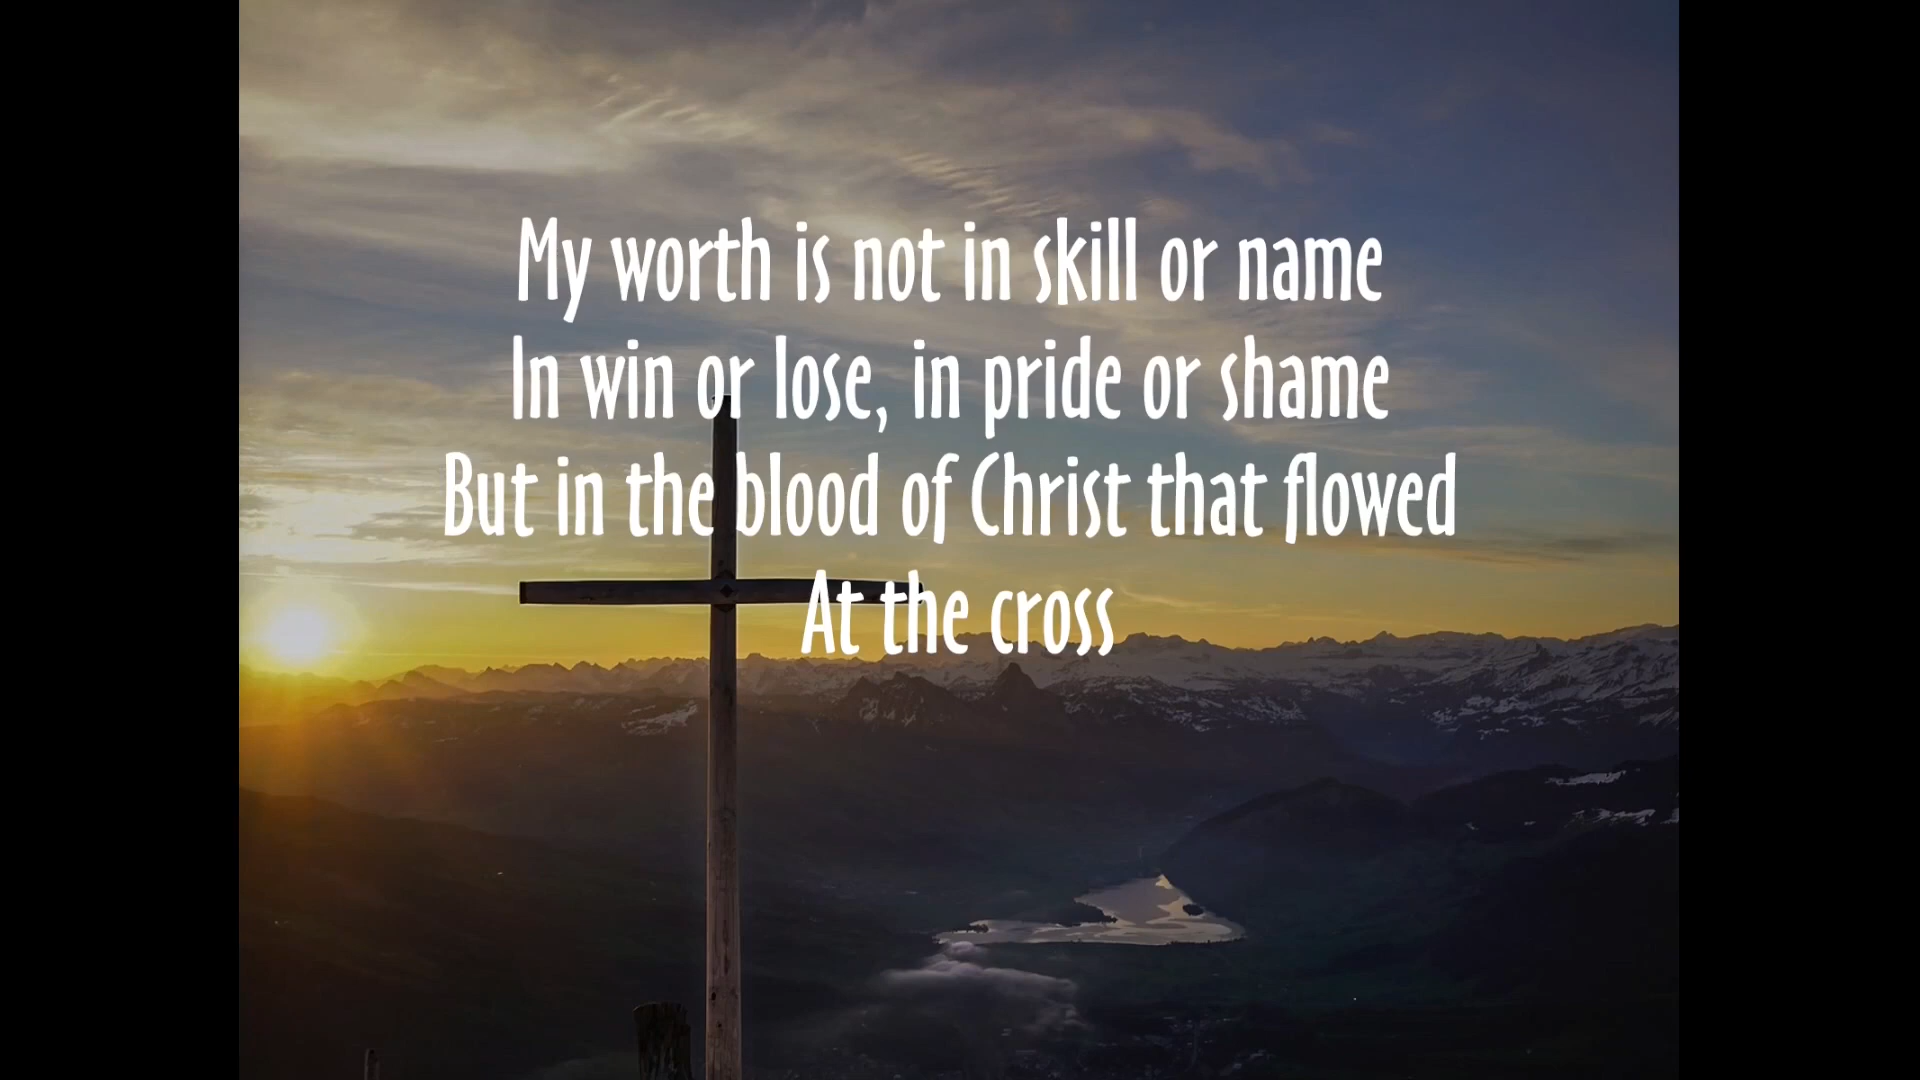 My worth is not in skill or name
In win or lose, in pride or shame
But in the blood of Christ that flowed
At the cross